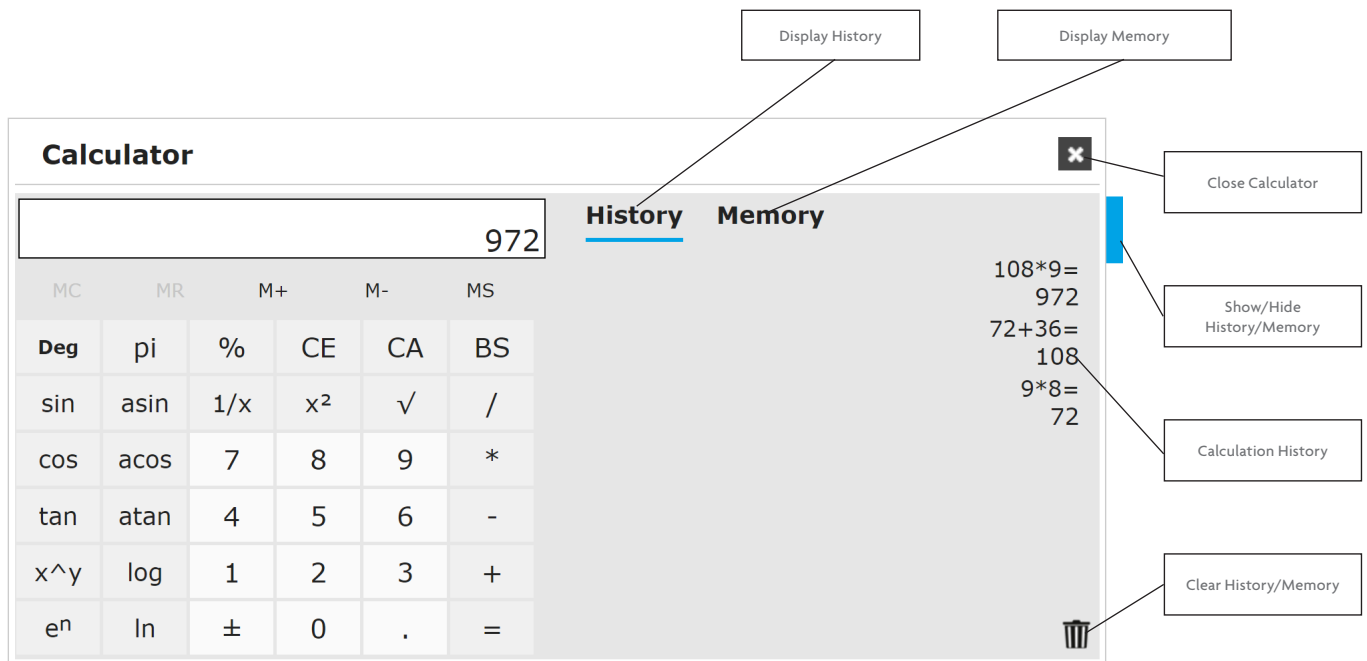 Display History
Display Memory
Calculator
Close Calculator
972
History Memory
108*9=
972
72+36=
108
9*8=
72
Show/Hide
History/Memory
MC MR M+ M- MS
Deg pi % CE CA BS
sin asin 1/x x² √ /
cos acos 7 8 9 *
Calculation History
tan atan 4 5 6 -
x^y log 1 2 3 +
eⁿ ln ± 0 . =
Clear History/Memory